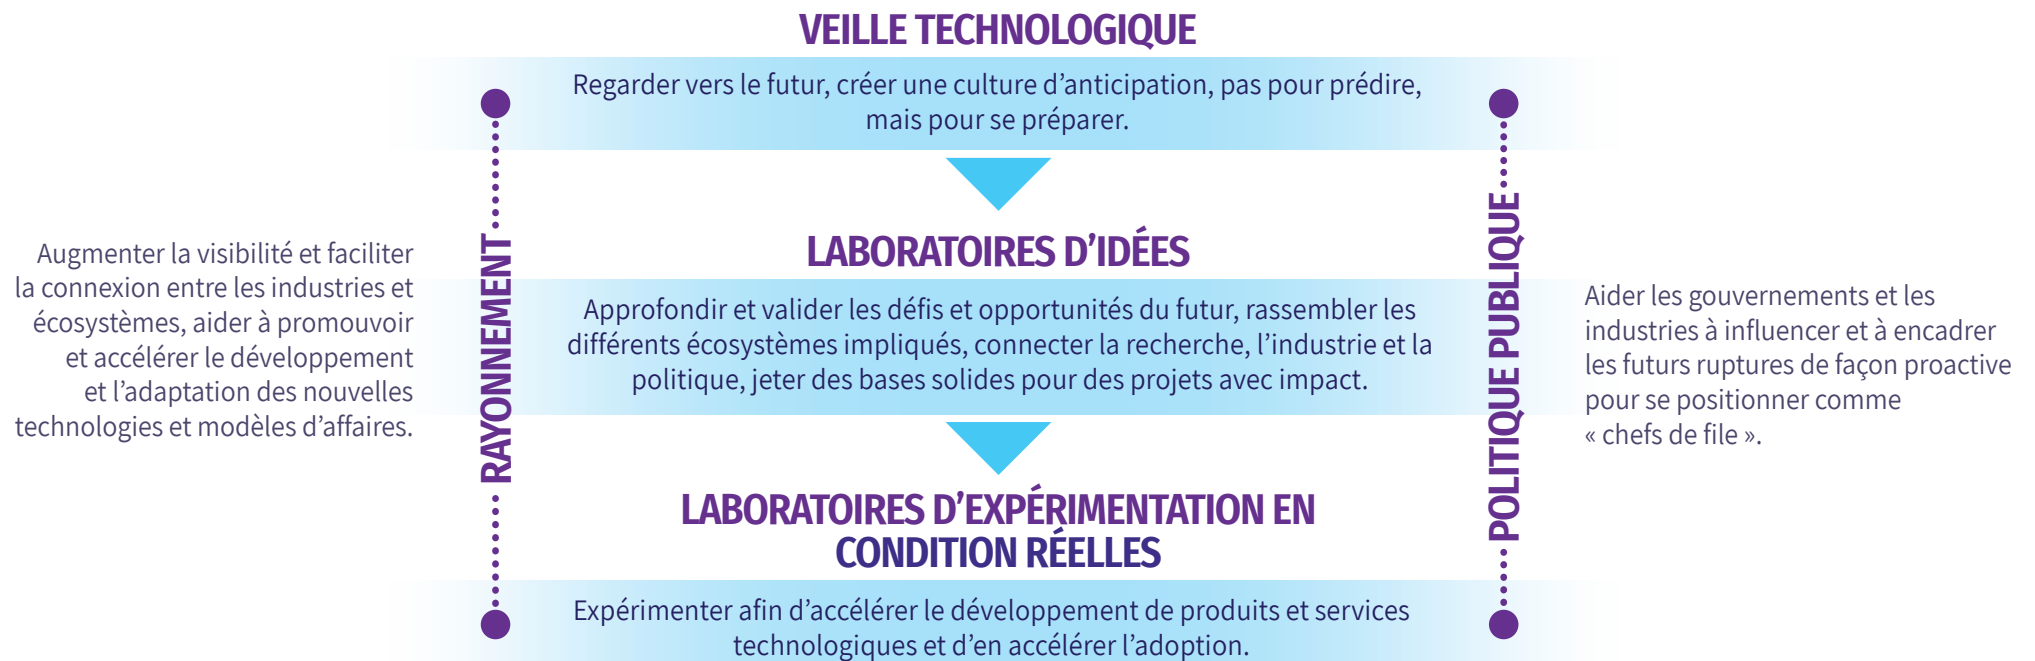 VEILLE TECHNOLOGIQUE
Regarder vers le futur, créer une culture d’anticipation, pas pour prédire,
mais pour se préparer.
RAYONNEMENT
Augmenter la visibilité et faciliter
la connexion entre les industries et
écosystèmes, aider à promouvoir
et accélérer le développement
et l’adaptation des nouvelles
technologies et modèles d’affaires.
LABORATOIRES D’IDÉES
Approfondir et valider les défis et opportunités du futur, rassembler les
différents écosystèmes impliqués, connecter la recherche, l’industrie et la
politique, jeter des bases solides pour des projets avec impact.
POLITIQUE PUBLIQUE
Aider les gouvernements et les
industries à influencer et à encadrer
les futurs ruptures de façon proactive
pour se positionner comme
« chefs de file ».
LABORATOIRES D’EXPÉRIMENTATION EN
CONDITION RÉELLES
Expérimenter afin d’accélérer le développement de produits et services
technologiques et d’en accélérer l’adoption.